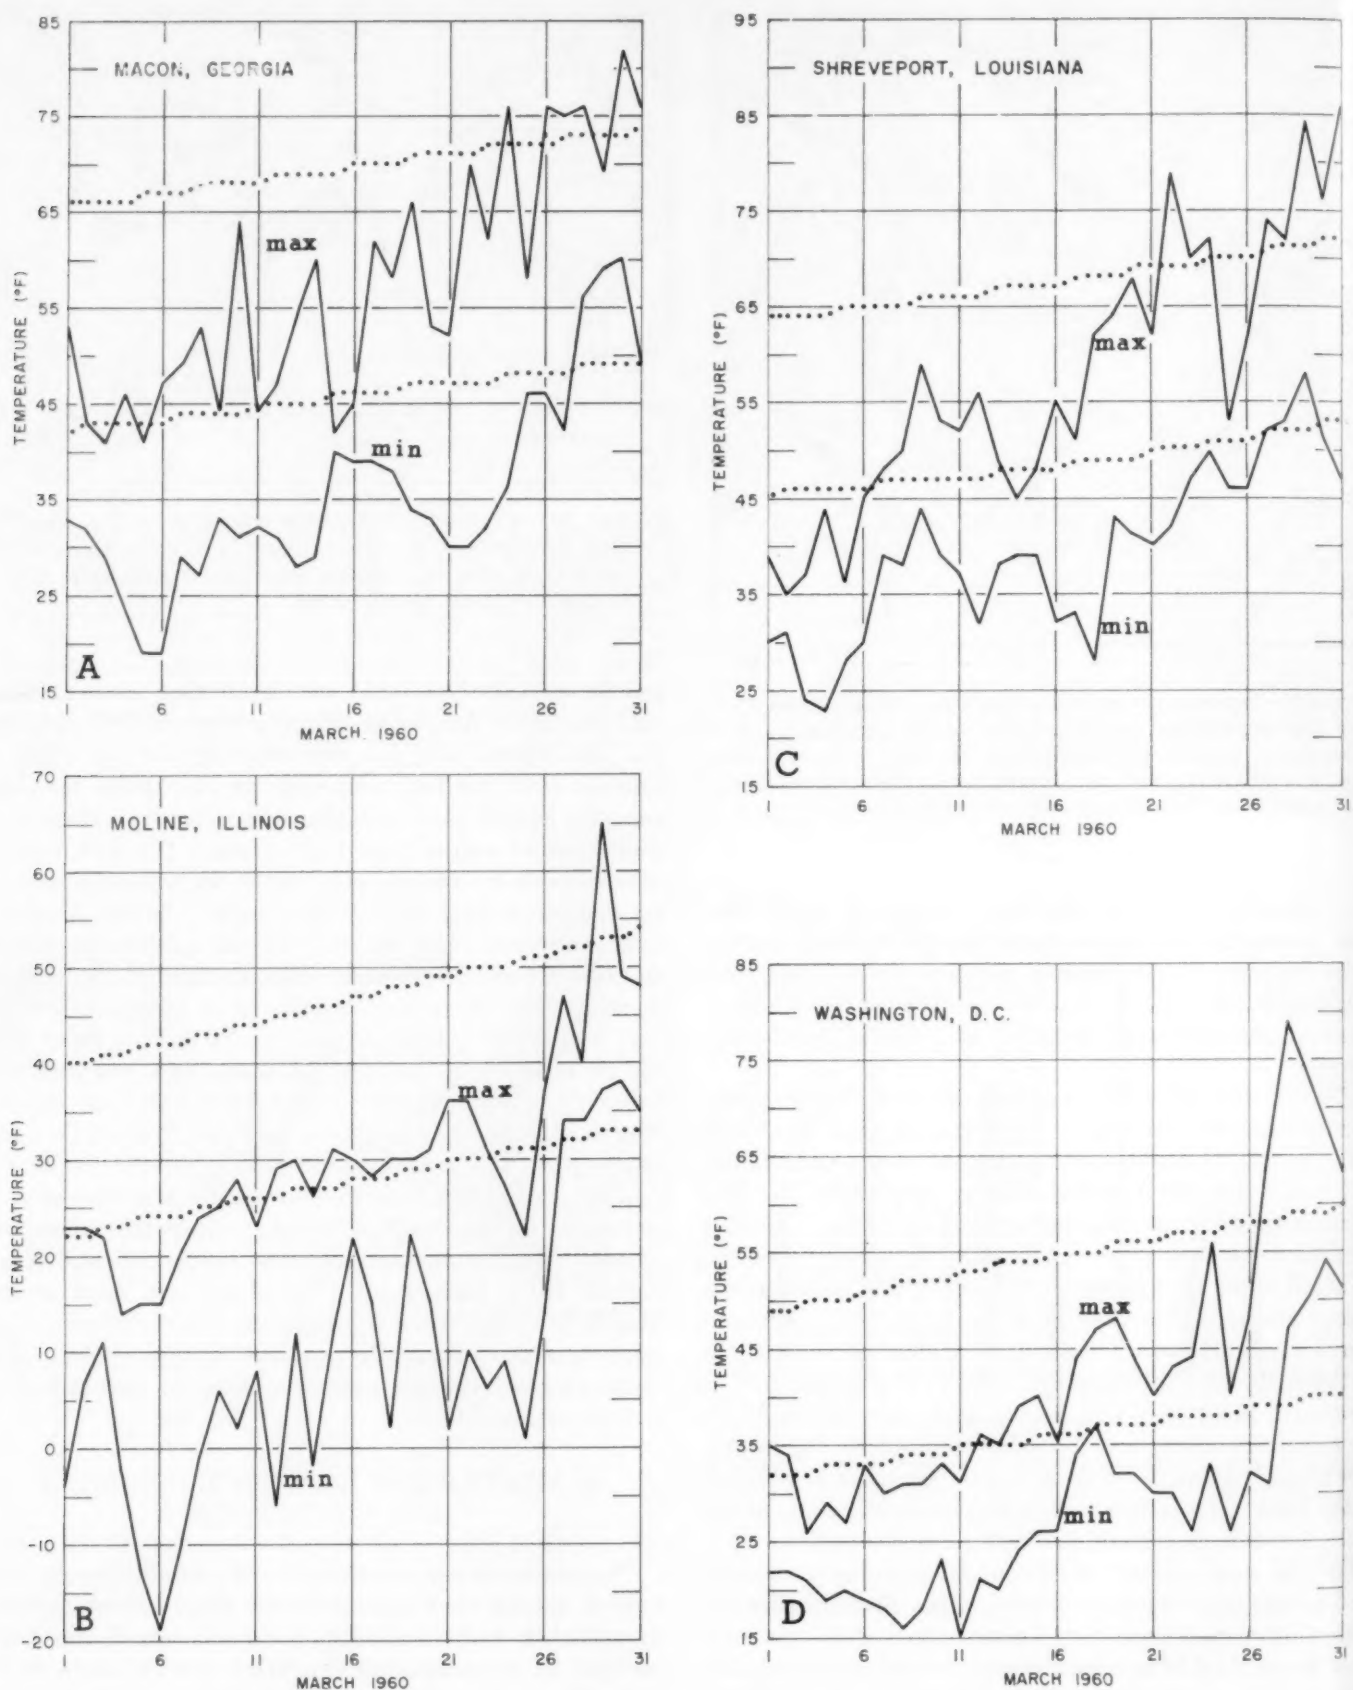 MACON, GEORGIA
85
75
65
55
45
35
25
15
TEMPERATURE (°F)
max
min
A
1
6
11
16
21
26
31
MARCH. 1960
MOLINE, ILLINOIS
70
60
50
40
30
20
10
0
-10
-20
TEMPERATURE (°F)
max
min
B
1
6
11
16
21
26
31
MARCH 1960
SHREVEPORT, LOUISIANA
95
85
75
65
55
45
35
25
15
TEMPERATURE (°F)
max
min
C
1
6
11
16
21
26
31
MARCH 1960
WASHINGTON, D.C.
85
75
65
55
45
35
25
15
TEMPERATURE (°F)
max
min
D
1
6
11
16
21
26
31
MARCH 1960